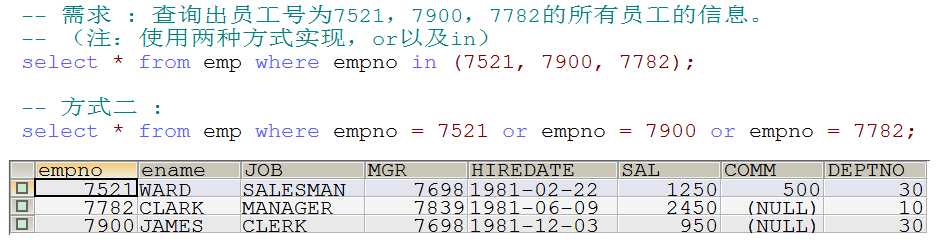 -- 需求 ：查询出员工号为7521，7900，7782的所有员工的信息。
-- （注：使用两种方式实现，or以及in）
select * from emp where empno in (7521, 7900, 7782);
-- 方式二 ：
select * from emp where empno = 7521 or empno = 7900 or empno = 7782;
empno ename JOB MGR HIREDATE SAL COMM DEPTNO
7521 WARD SALESMAN 7698 1981-02-22 1250 500 30
7782 CLARK MANAGER 7839 1981-06-09 2450 (NULL) 10
7900 JAMES CLERK 7698 1981-12-03 950 (NULL) 30